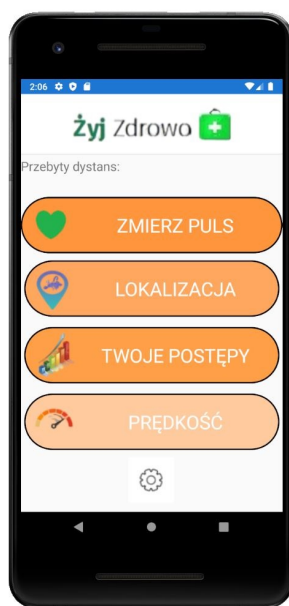 2:06
Żyj Zdrowo
Przebyty dystans:
ZMIERZ PULS
LOKALIZACJA
TWOJE POSTĘPY
PRĘDKOŚĆ